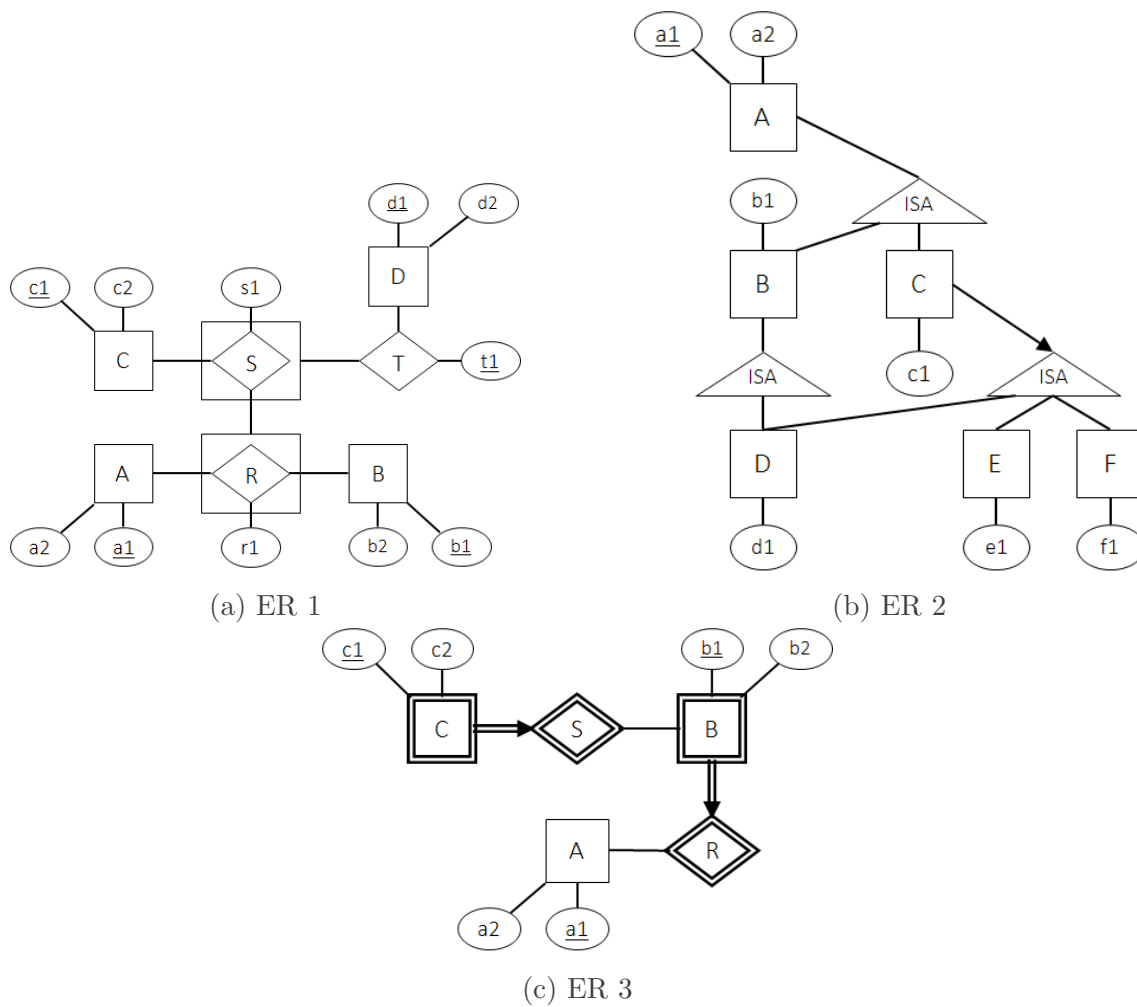 a1 a2
A
ISA
b1
B C
c1
ISA ISA
D E F
d1 e1 f1
(b) ER 2
d1 d2
D
c1 c2 s1
C S T t1
A R B
a2 a1 r1 b2 b1
(a) ER 1
c1 c2 b1 b2
C S B
A R
a2 a1
(c) ER 3